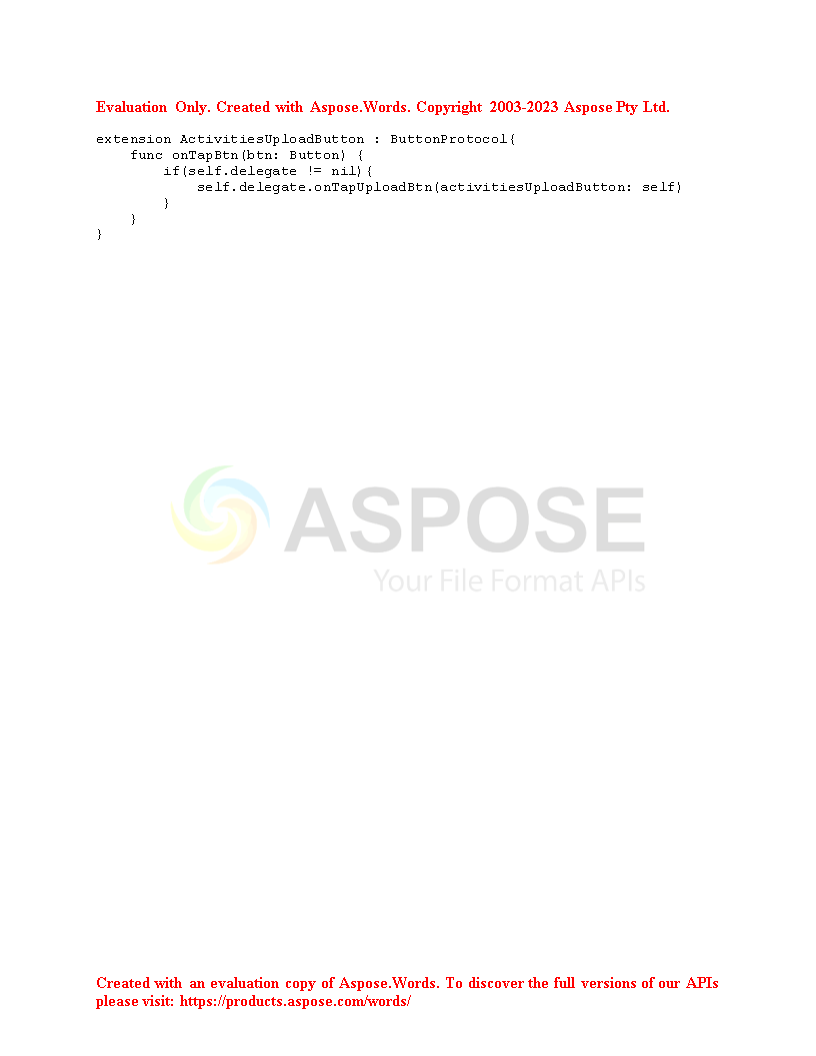 Evaluation Only. Created with Aspose.Words. Copyright 2003-2023 Aspose Pty Ltd.
extension ActivitiesUploadButton : ButtonProtocol{
    func onTapBtn(btn: Button) {
        if(self.delegate != nil){
            self.delegate.onTapUploadBtn(activitiesUploadButton: self)
        }
    }
}
ASPOSE
Your File Format APIs
Created with an evaluation copy of Aspose.Words. To discover the full versions of our APIs
please visit: https://products.aspose.com/words/